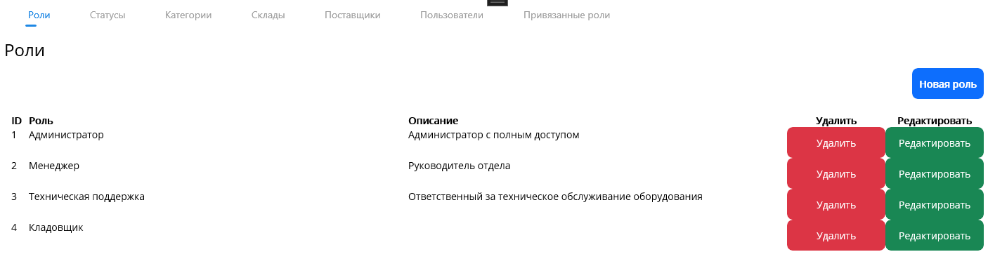 Роли Статусы Категории Склады Поставщики Пользователи Привязанные роли
Роли
Новая роль
ID Роль Описание Удалить Редактировать
1 Администратор Администратор с полным доступом Удалить Редактировать
2 Менеджер Руководитель отдела Удалить Редактировать
3 Техническая поддержка Ответственный за техническое обслуживание оборудования Удалить Редактировать
4 Кладовщик Удалить Редактировать